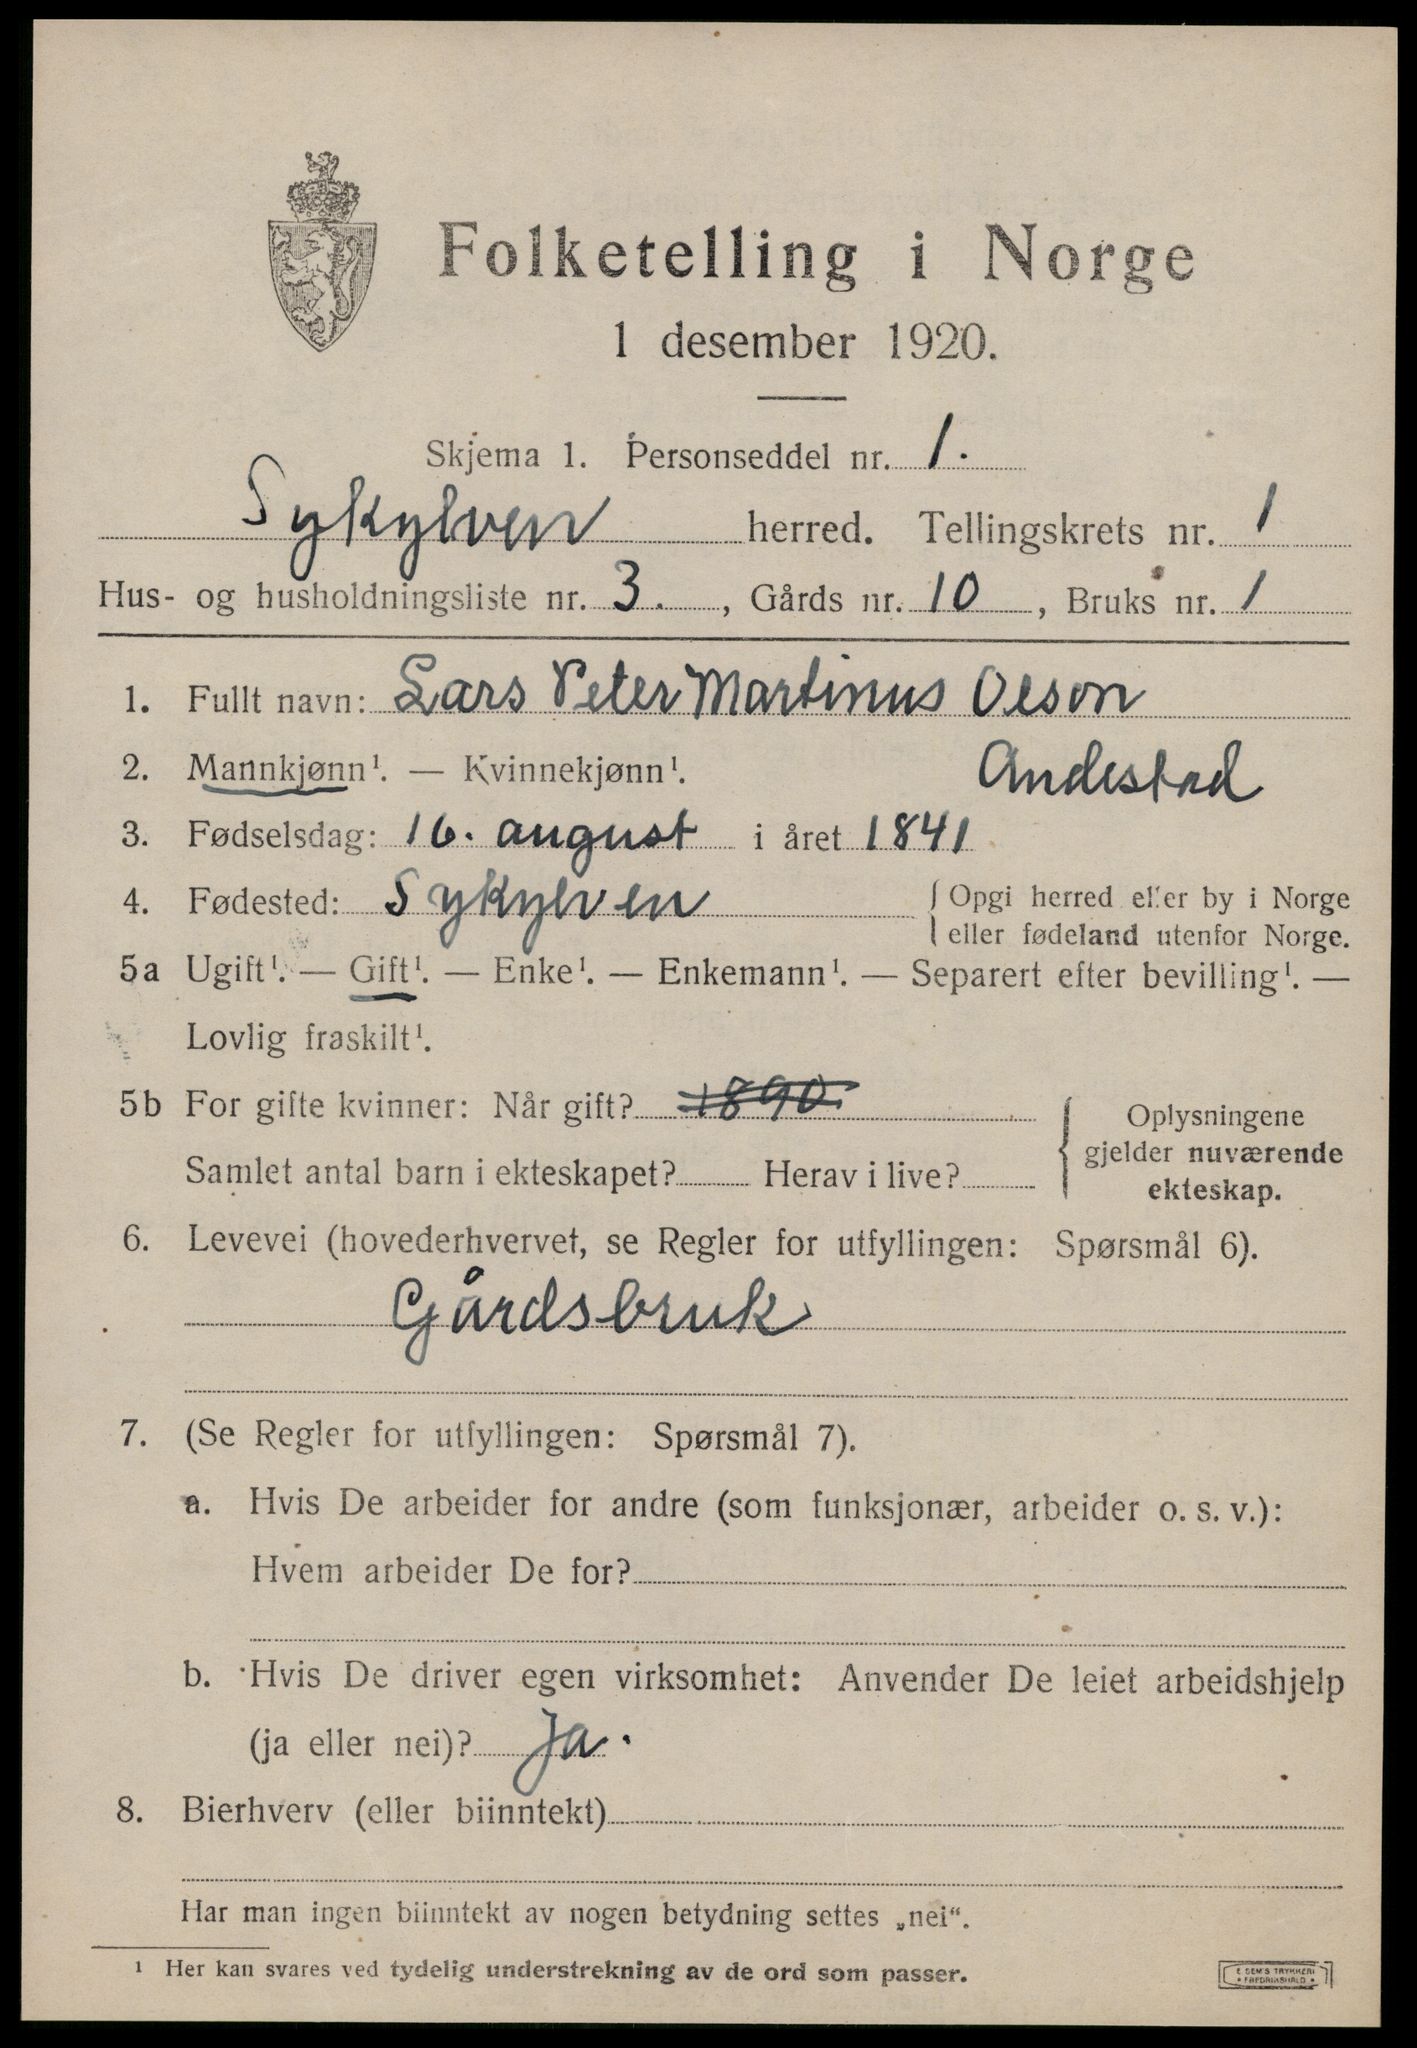 Folketelling i Norge
1 desember 1920.
Skjema 1. Personseddel nr. 1.
Sykylven herred. Tellingskrets nr. 1
Hus- og husholdningsliste nr. 3. , Gårds nr. 10 , Bruks nr. 1
1. Fullt navn: Lars Peter Martinus Olson
Andestad
2. Mannkjønn¹. — Kvinnekjønn¹.
3. Fødselsdag: 16. august i året 1841
4. Fødested: Sykylven { Opgi herred eller by i Norge
eller fødeland utenfor Norge.
5a Ugift¹. — Gift¹. — Enke¹. — Enkemann¹. — Separert efter bevilling¹. —
Lovlig fraskilt¹.
5b For gifte kvinner: Når gift? 1890.
Samlet antal barn i ekteskapet? Herav i live?
{ Oplysningene
gjelder nuværende
ekteskap.
6. Levevei (hovederhvervet, se Regler for utfyllingen: Spørsmål 6).
Gårdsbruk
7. (Se Regler for utfyllingen: Spørsmål 7).
a. Hvis De arbeider for andre (som funksjonær, arbeider o. s. v.):
Hvem arbeider De for?
b. Hvis De driver egen virksomhet: Anvender De leiet arbeidshjelp
(ja eller nei)? Ja.
8. Bierhverv (eller biinntekt)
Har man ingen biinntekt av nogen betydning settes „nei“.
¹ Her kan svares ved tydelig understrekning av de ord som passer.
E. SEM'S TRYKKERI
• FREDRIKSHALD •